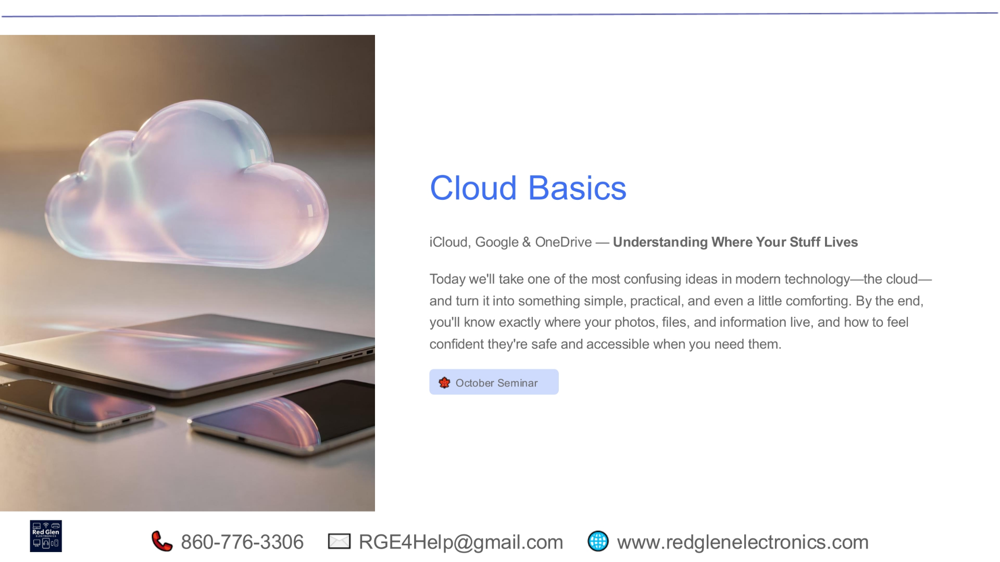 Cloud Basics
iCloud, Google & OneDrive — Understanding Where Your Stuff Lives
Today we'll take one of the most confusing ideas in modern technology—the cloud—
and turn it into something simple, practical, and even a little comforting. By the end,
you'll know exactly where your photos, files, and information live, and how to feel
confident they're safe and accessible when you need them.
October Seminar
Red Glen
ELECTRONICS
860-776-3306 RGE4Help@gmail.com www.redglenelectronics.com